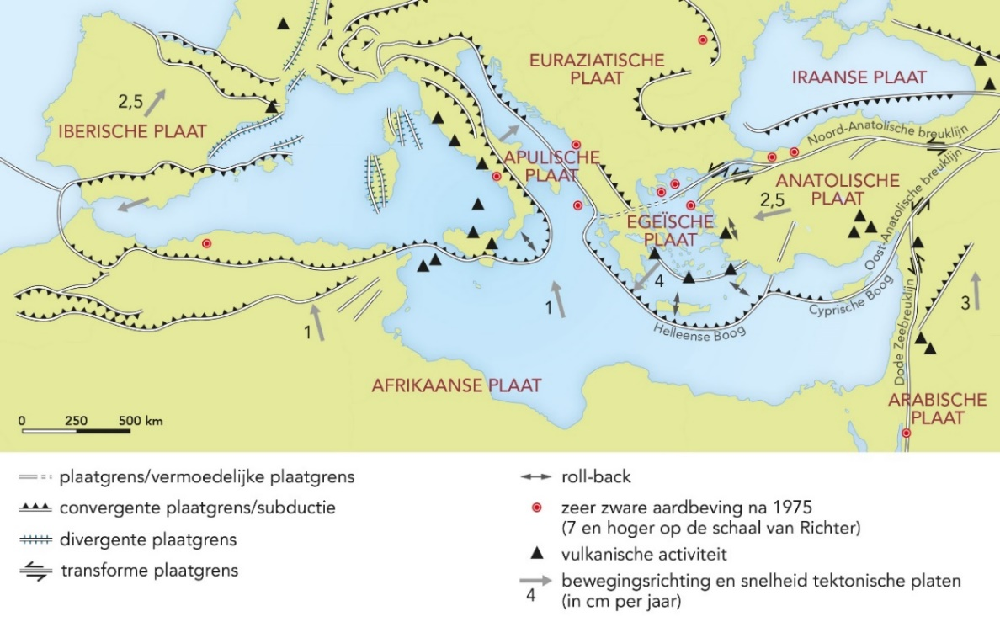 EURAZIATISCHE
PLAAT
IRAANSE PLAAT
2,5
IBERISCHE PLAAT
Noord-Anatolische breuklijn
APULISCHE
PLAAT
ANATOLISCHE
PLAAT
2,5
EGEÏSCHE
PLAAT
Oost-Anatolische breuklijn
4
1
1
3
Cyprische Boog
Helleense Boog
Dode Zeebreuklijn
AFRIKAANSE PLAAT
ARABISCHE
PLAAT
0 250 500 km
plaatgrens/vermoedelijke plaatgrens
convergente plaatgrens/subductie
divergente plaatgrens
transforme plaatgrens
roll-back
zeer zware aardbeving na 1975
(7 en hoger op de schaal van Richter)
vulkanische activiteit
bewegingsrichting en snelheid tektonische platen
4 (in cm per jaar)